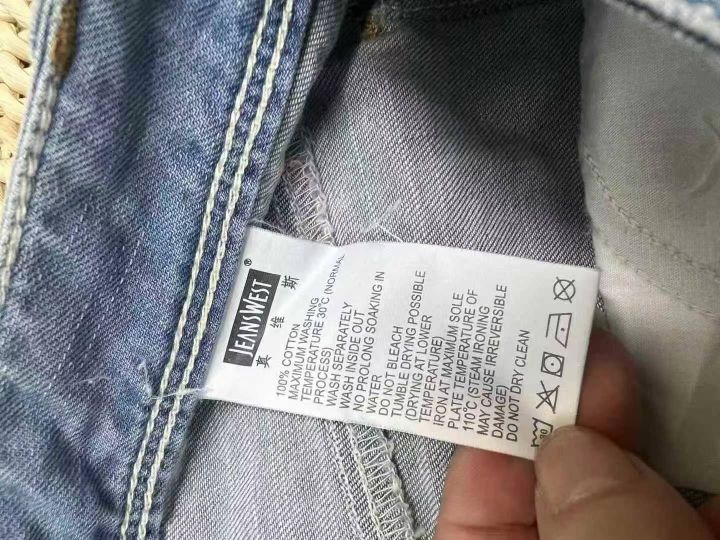 JEANSWEST®
真维斯
100% COTTON
MAXIMUM WASHING
TEMPERATURE 30°C (NORMAL
PROCESS)
WASH SEPARATELY
WASH INSIDE OUT
NO PROLONG SOAKING IN
WATER
DO NOT BLEACH
TUMBLE DRYING POSSIBLE
(DRYING AT LOWER
TEMPERATURE)
IRON AT MAXIMUM SOLE
PLATE TEMPERATURE OF
110°C (STEAM IRONING
MAY CAUSE IRREVERSIBLE
DAMAGE)
DO NOT DRY CLEAN
30